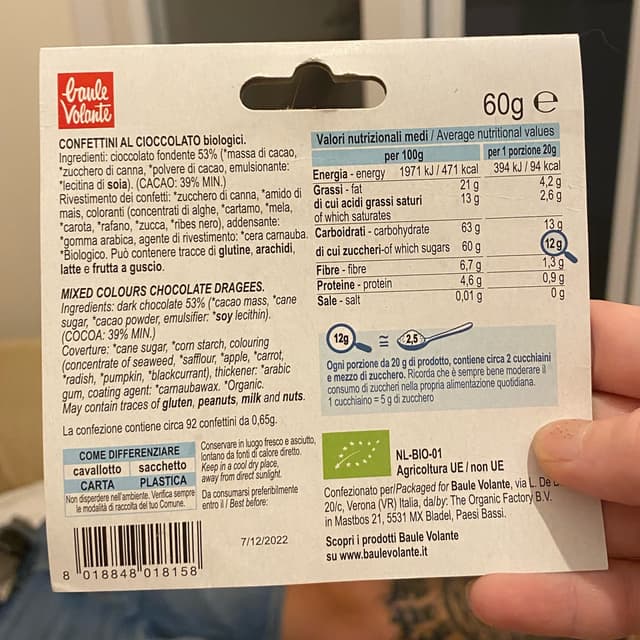 baule
Volante
60g ℮
CONFETTINI AL CIOCCOLATO biologici.
Ingredienti: cioccolato fondente 53% (*massa di cacao,
*zucchero di canna, *polvere di cacao, emulsionante:
*lecitina di soia). (CACAO: 39% MIN.)
Rivestimento dei confetti: *zucchero di canna, *amido di
mais, coloranti (concentrati di alghe, *cartamo, *mela,
*carota, *rafano, *zucca, *ribes nero), addensante:
*gomma arabica, agente di rivestimento: *cera carnauba.
*Biologico. Può contenere tracce di glutine, arachidi,
latte e frutta a guscio.
MIXED COLOURS CHOCOLATE DRAGEES.
Ingredients: dark chocolate 53% (*cacao mass, *cane
sugar, *cacao powder, emulsifier: *soy lecithin).
(COCOA: 39% MIN.)
Coverture: *cane sugar, *corn starch, colouring
(concentrate of seaweed, *safflour, *apple, *carrot,
*radish, *pumpkin, *blackcurrant), thickener: *arabic
gum, coating agent: *carnaubawax. *Organic.
May contain traces of gluten, peanuts, milk and nuts.
La confezione contiene circa 92 confetti da 0,65g.
COME DIFFERENZIARE
cavallotto sacchetto
CARTA PLASTICA
Non disperdere nell'ambiente. Verifica sempre
le modalità di raccolta del tuo Comune.
Conservare in luogo fresco e asciutto,
lontano da fonti di calore diretto.
Keep in a cool dry place,
away from direct sunlight.
Da consumarsi preferibilmente
entro il / Best before:
7/12/2022
8 018848 018158
Valori nutrizionali medi / Average nutritional values
per 100g per 1 porzione 20g
Energia - energy 1971 kJ / 471 kcal 394 kJ / 94 kcal
Grassi - fat 21 g 4,2 g
di cui acidi grassi saturi 13 g 2,6 g
of which saturates
Carboidrati - carbohydrate 63 g 13 g
di cui zuccheri-of which sugars 60 g 12 g
Fibre - fibre 6,7 g 1,3 g
Proteine - protein 4,6 g 0,9 g
Sale - salt 0,01 g 0 g
12g ≅ 2,5
Ogni porzione da 20 g di prodotto, contiene circa 2 cucchiaini
e mezzo di zucchero. Ricorda che è sempre bene moderare il
consumo di zuccheri nella propria alimentazione quotidiana.
1 cucchiaino = 5 g di zucchero
NL-BIO-01
Agricoltura UE / non UE
Confezionato per/Packaged for Baule Volante, via L. De
20/c, Verona (VR) Italia, da/by: The Organic Factory B.V.
in Mastbos 21, 5531 MX Bladel, Paesi Bassi.
Scopri i prodotti Baule Volante
su www.baulevolante.it